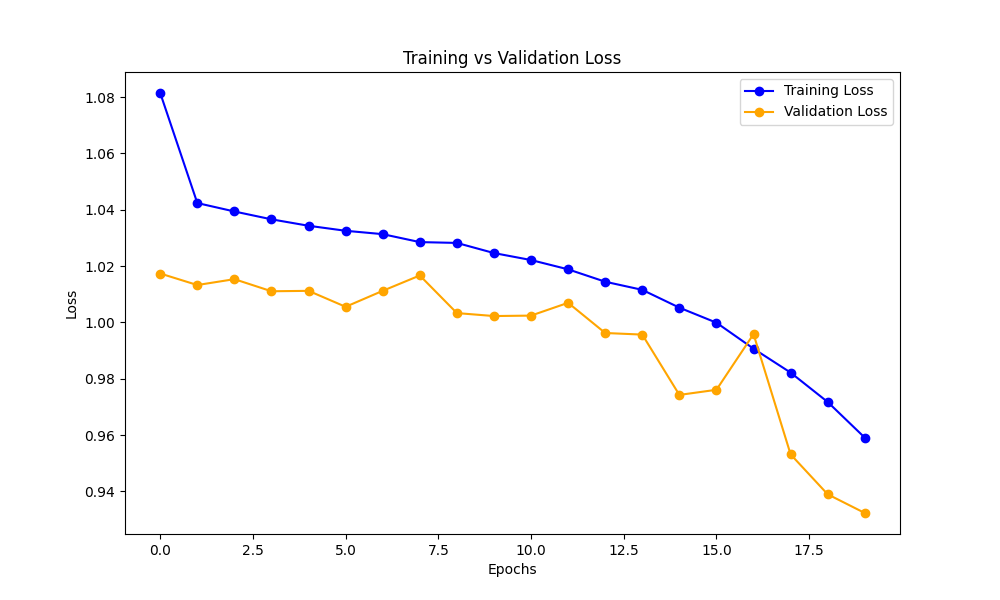 Training vs Validation Loss
Training Loss
Validation Loss
1.08
1.06
1.04
1.02
1.00
0.98
0.96
0.94
Loss
0.0 2.5 5.0 7.5 10.0 12.5 15.0 17.5
Epochs